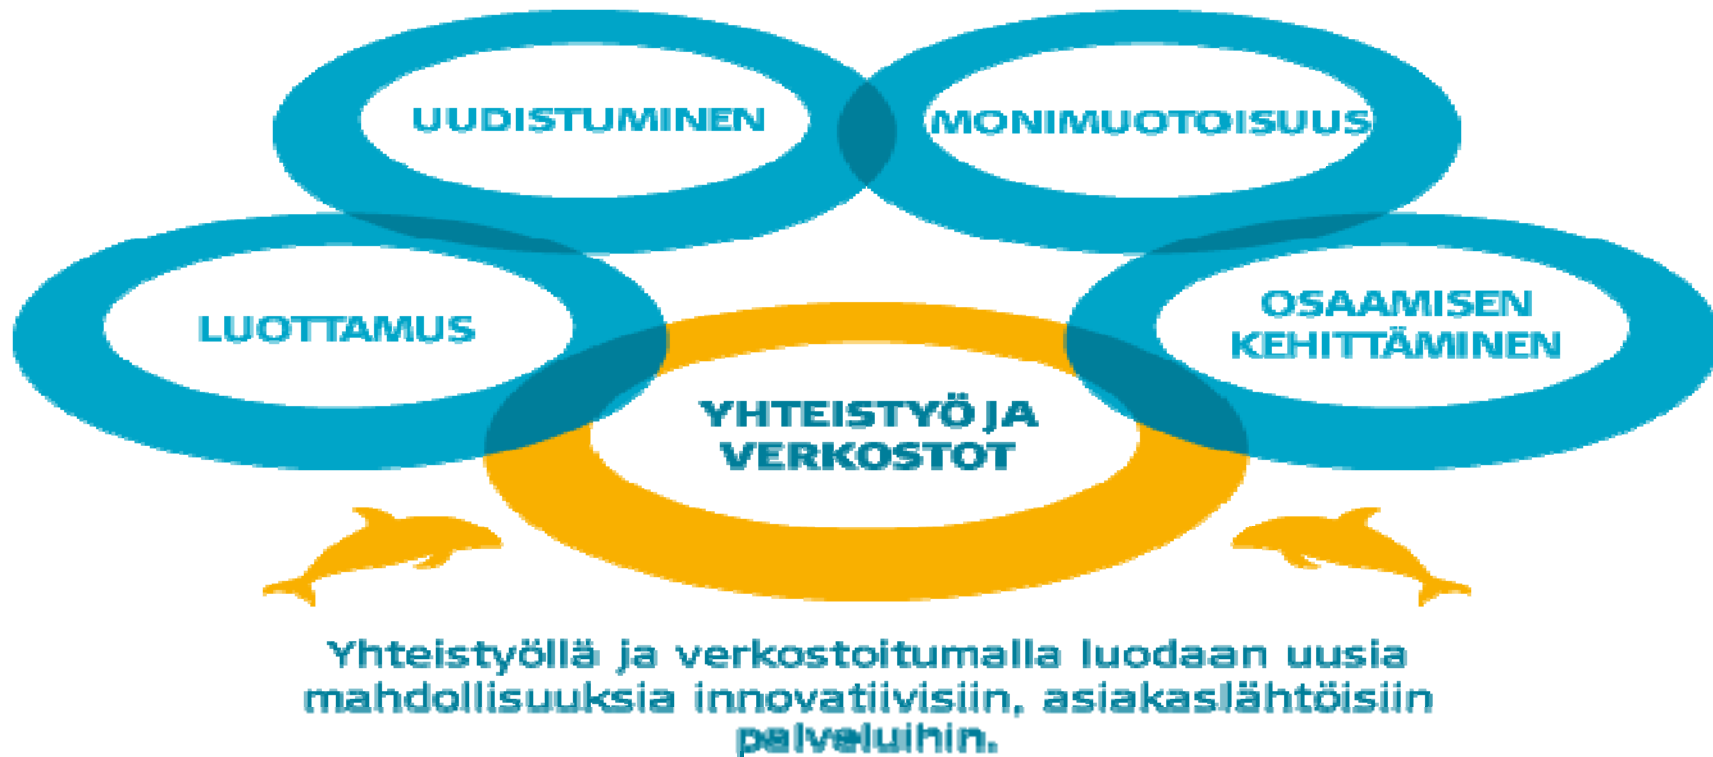 UUDISTUMINEN
MONIMUOTOISUUS
LUOTTAMUS
OSAAMISEN
KEHITTÄMINEN
YHTEISTYÖ JA
VERKOSTOT
Yhteistyöllä ja verkostoitumalla luodaan uusia
mahdollisuuksia innovatiivisiin, asiakaslähtöisiin
palveluihin.